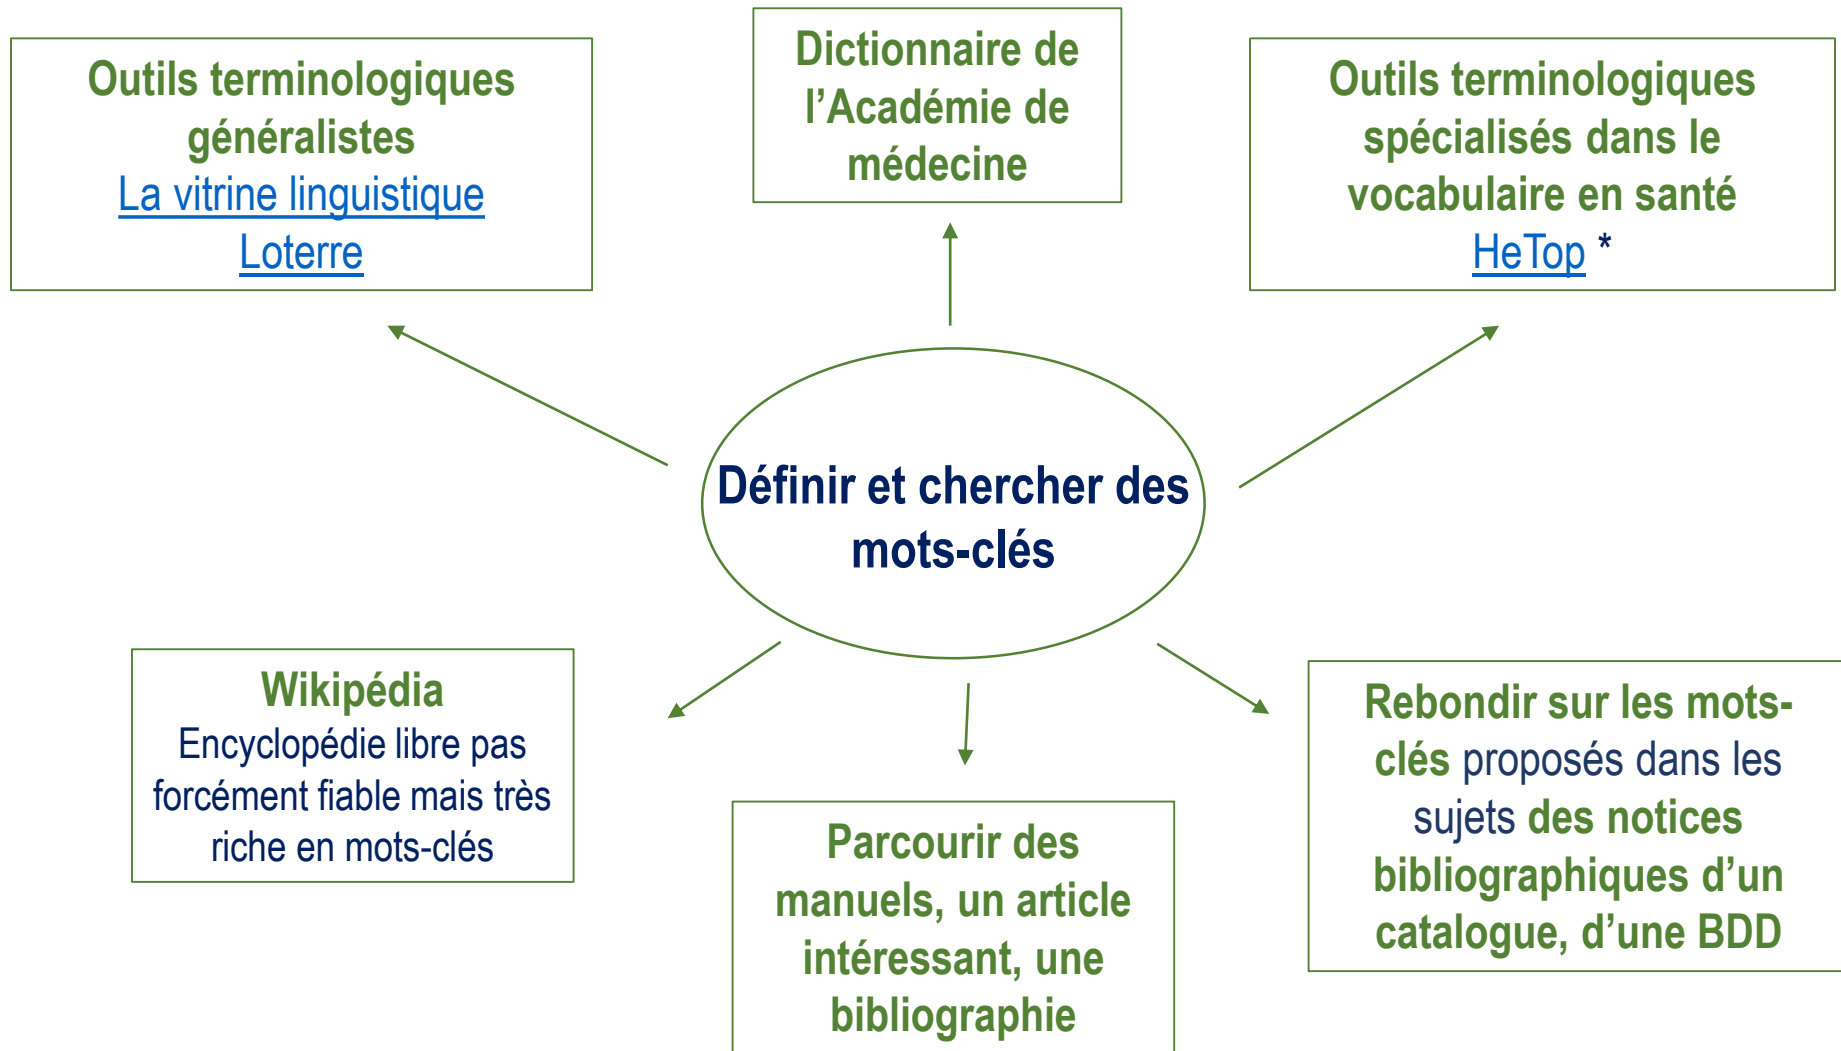 Outils terminologiques
généralistes
La vitrine linguistique
Loterre
Dictionnaire de
l’Académie de
médecine
Outils terminologiques
spécialisés dans le
vocabulaire en santé
HeTop *
Définir et chercher des
mots-clés
Wikipédia
Encyclopédie libre pas
forcément fiable mais très
riche en mots-clés
Parcourir des
manuels, un article
intéressant, une
bibliographie
Rebondir sur les mots-
clés proposés dans les
sujets des notices
bibliographiques d’un
catalogue, d’une BDD